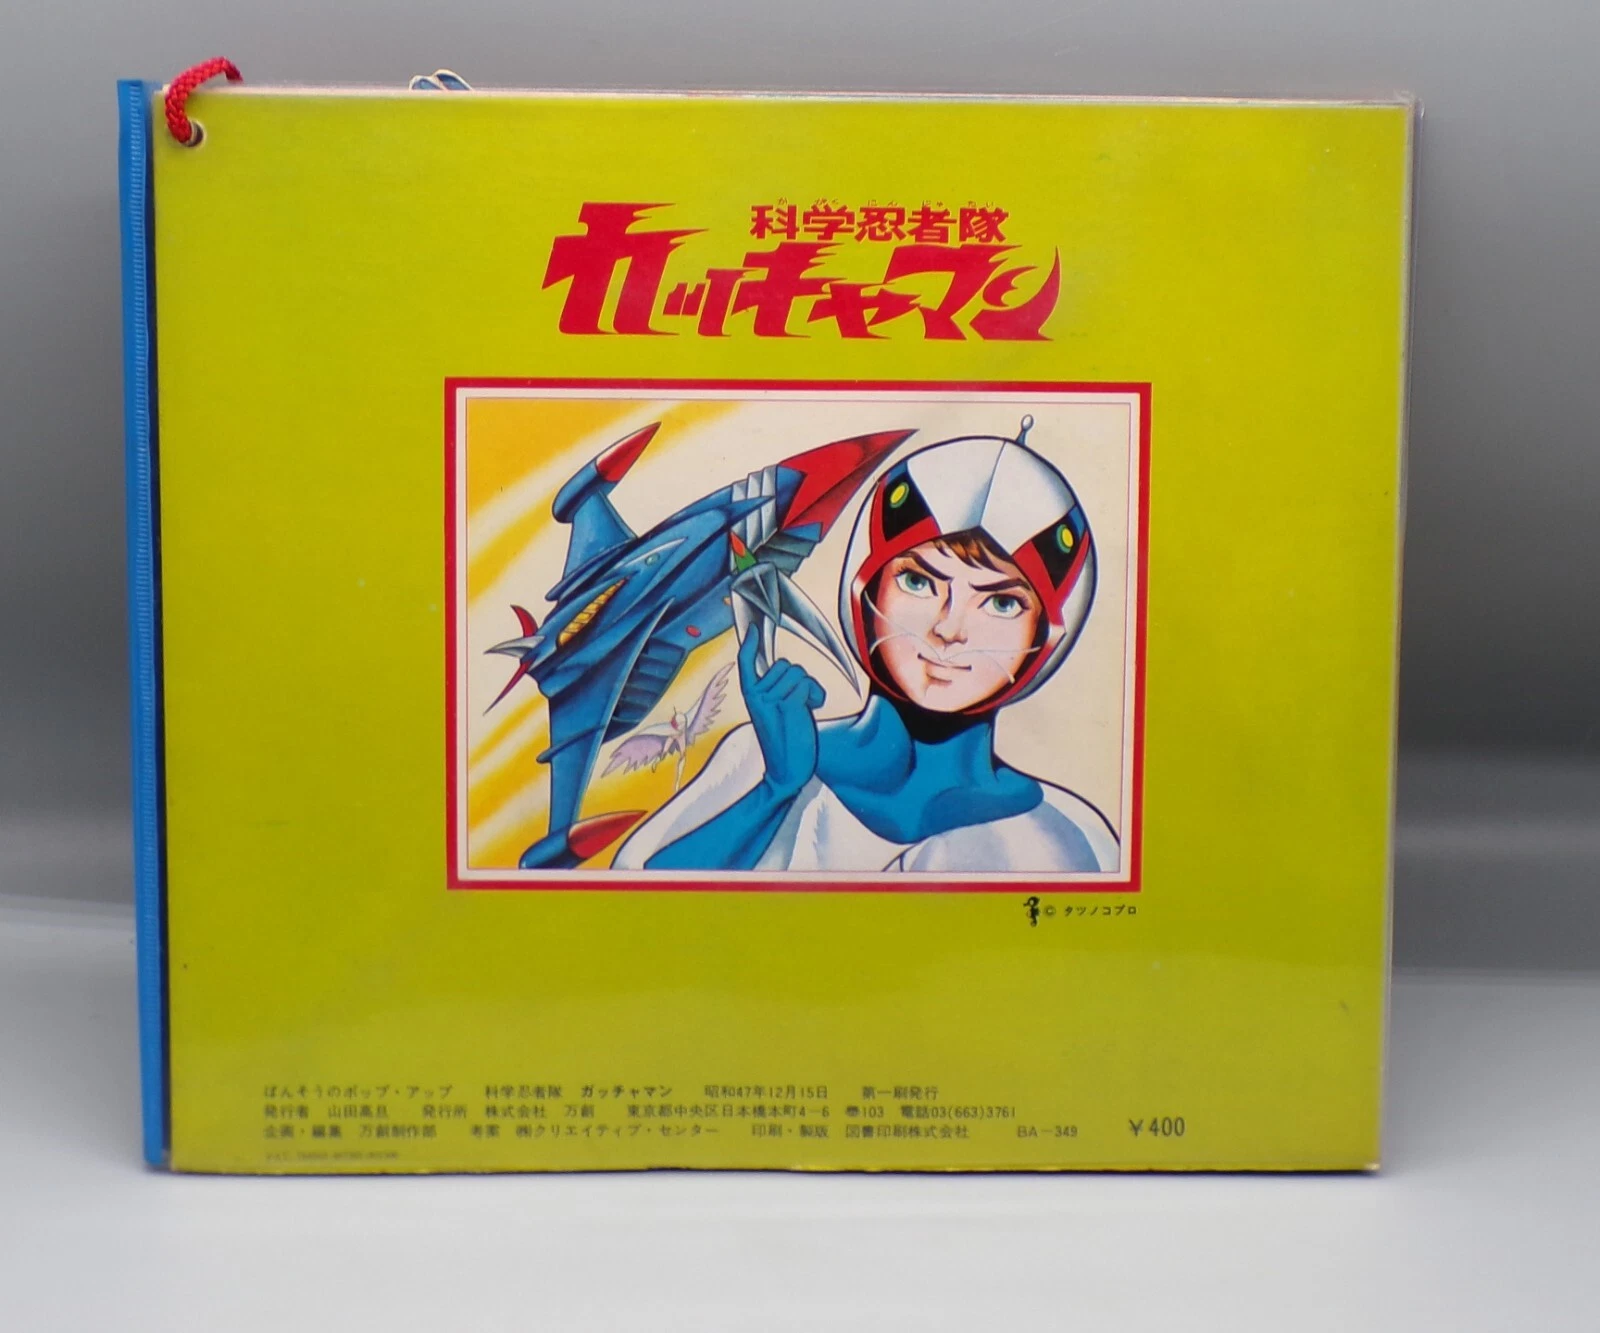 かがくにんじゃたい
科学忍者隊
ガッチャマン
© タツノコプロ
ばんそうのポップ・アップ 科学忍者隊 ガッチャマン 昭和47年12月15日 第一刷発行
発行者 山田高旦 発行所 株式会社 万創 東京都中央区日本橋本町4-6 〠103 電話03(663)3761
企画・編集 万創制作部 考案 ㈱クリエイティブ・センター 印刷・製版 図書印刷株式会社 BA-349 ¥400